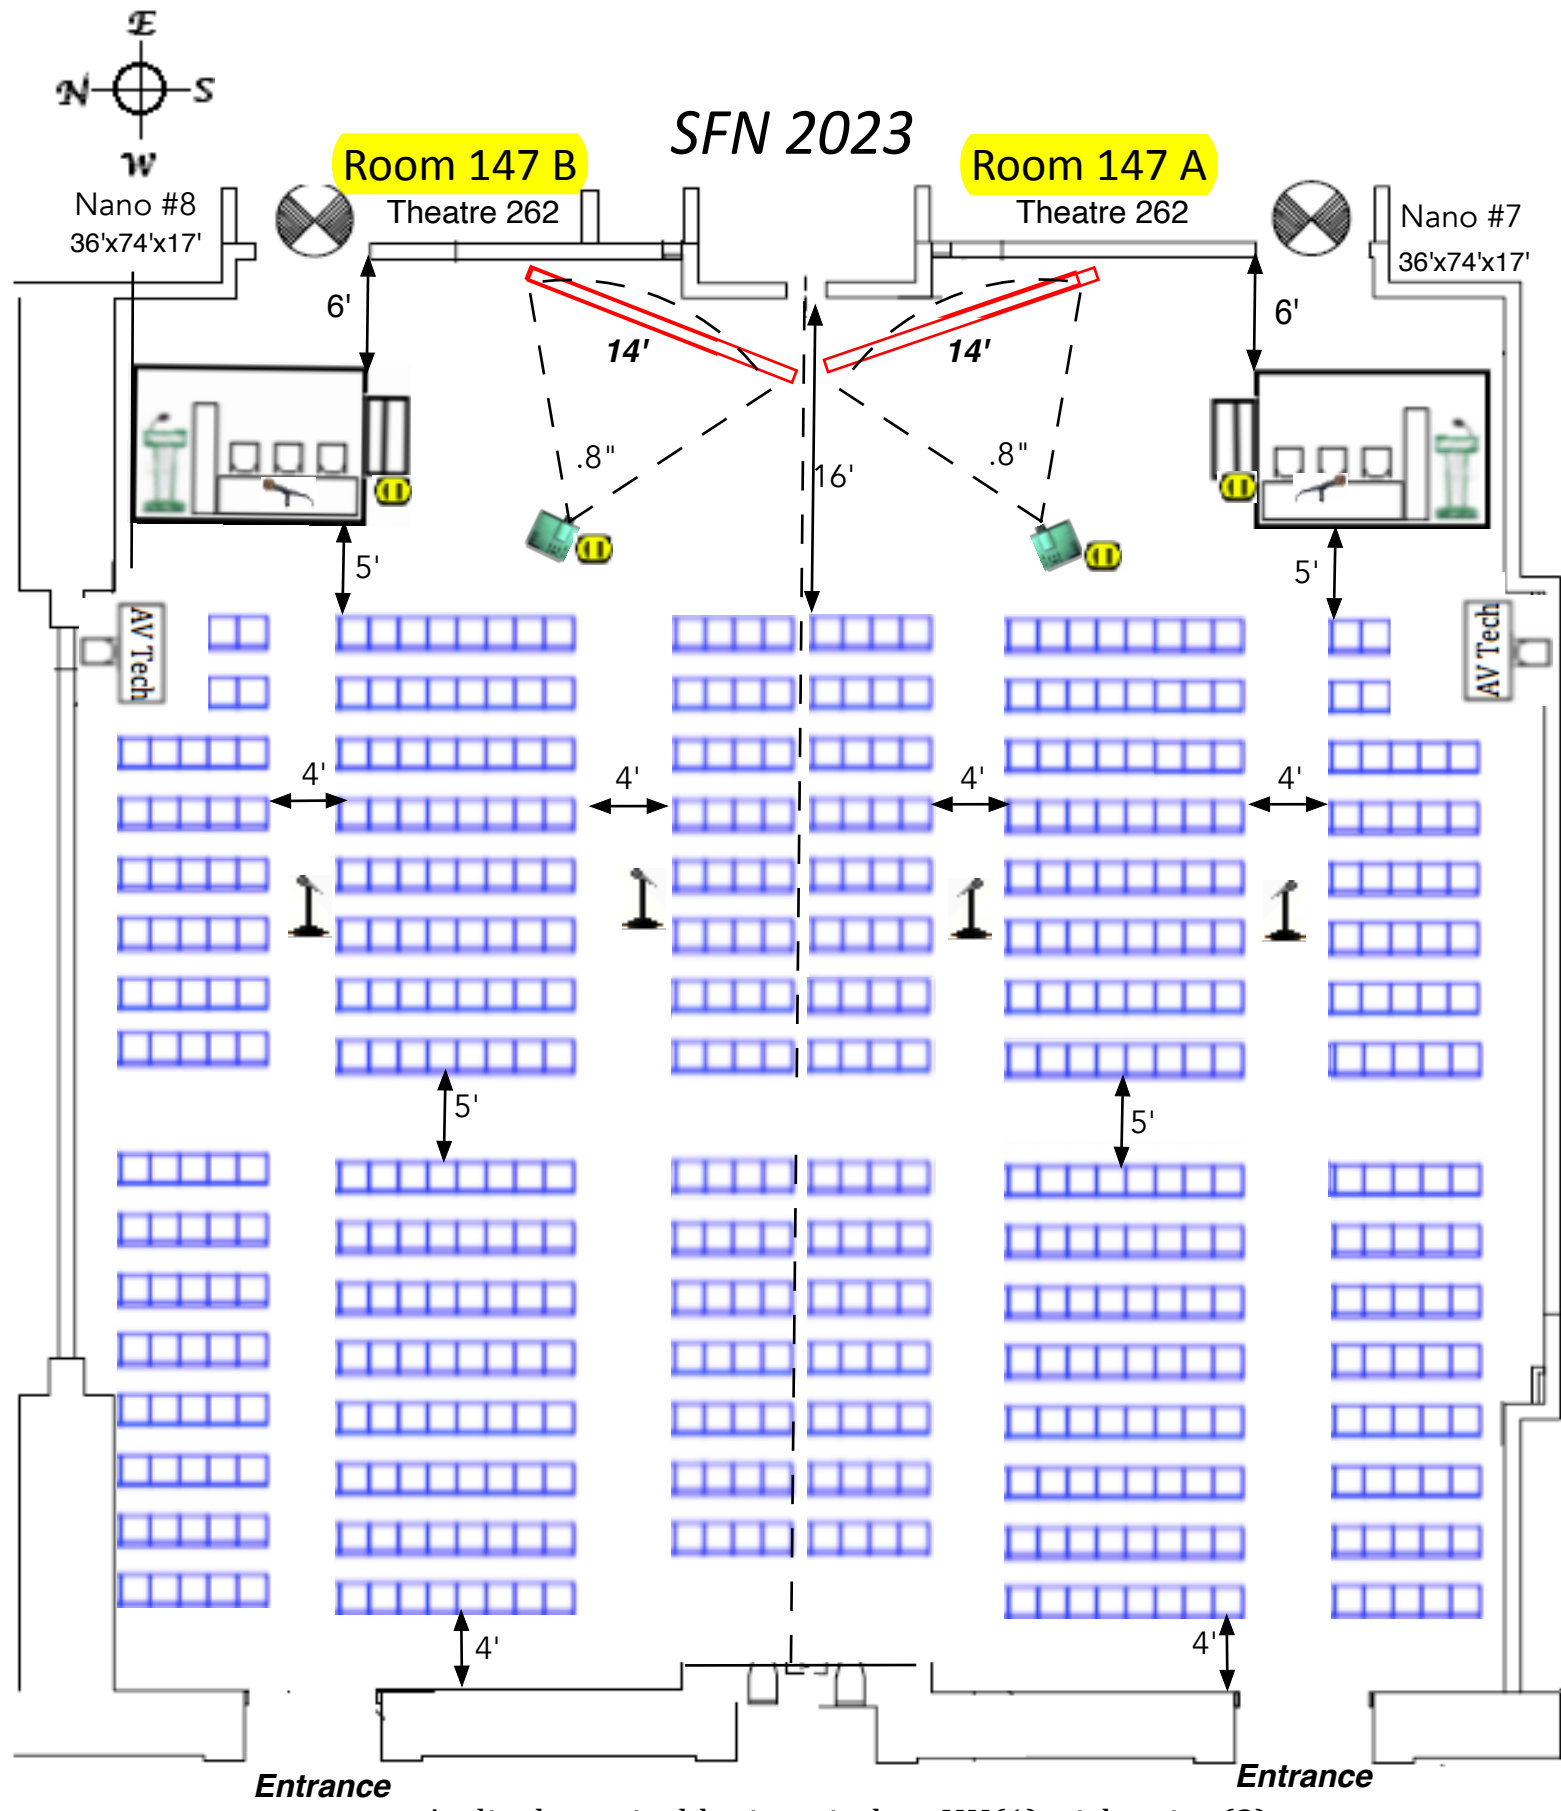 E
N S
W
SFN 2023
Room 147 B
Room 147 A
Nano #8
Theatre 262
Theatre 262
Nano #7
36'x74'x17'
36'x74'x17'
6'
6'
14'
14'
.8"
.8"
16'
5'
5'
AV Tech
AV Tech
4'
4'
4'
4'
5'
5'
4'
4'
Entrance
Entrance